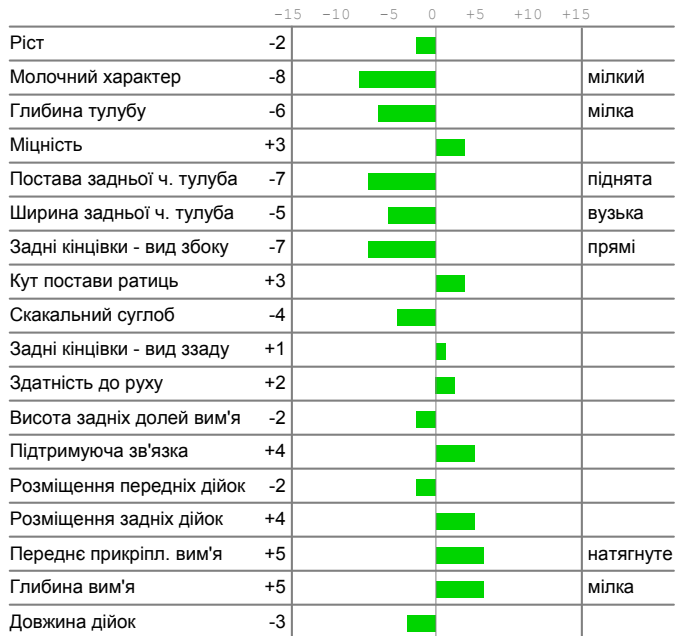 -15 -10 -5 0 +5 +10 +15
Ріст -2
Молочний характер -8 мілкий
Глибина тулубу -6 мілка
Міцність +3
Постава задньої ч. тулуба -7 піднята
Ширина задньої ч. тулуба -5 вузька
Задні кінцівки - вид збоку -7 прямі
Кут постави ратиць +3
Скакальний суглоб -4
Задні кінцівки - вид ззаду +1
Здатність до руху +2
Висота задніх долей вим'я -2
Підтримуюча зв'язка +4
Розміщення передніх дійок -2
Розміщення задніх дійок +4
Переднє прикріпл. вим'я +5 натягнуте
Глибина вим'я +5 мілка
Довжина дійок -3